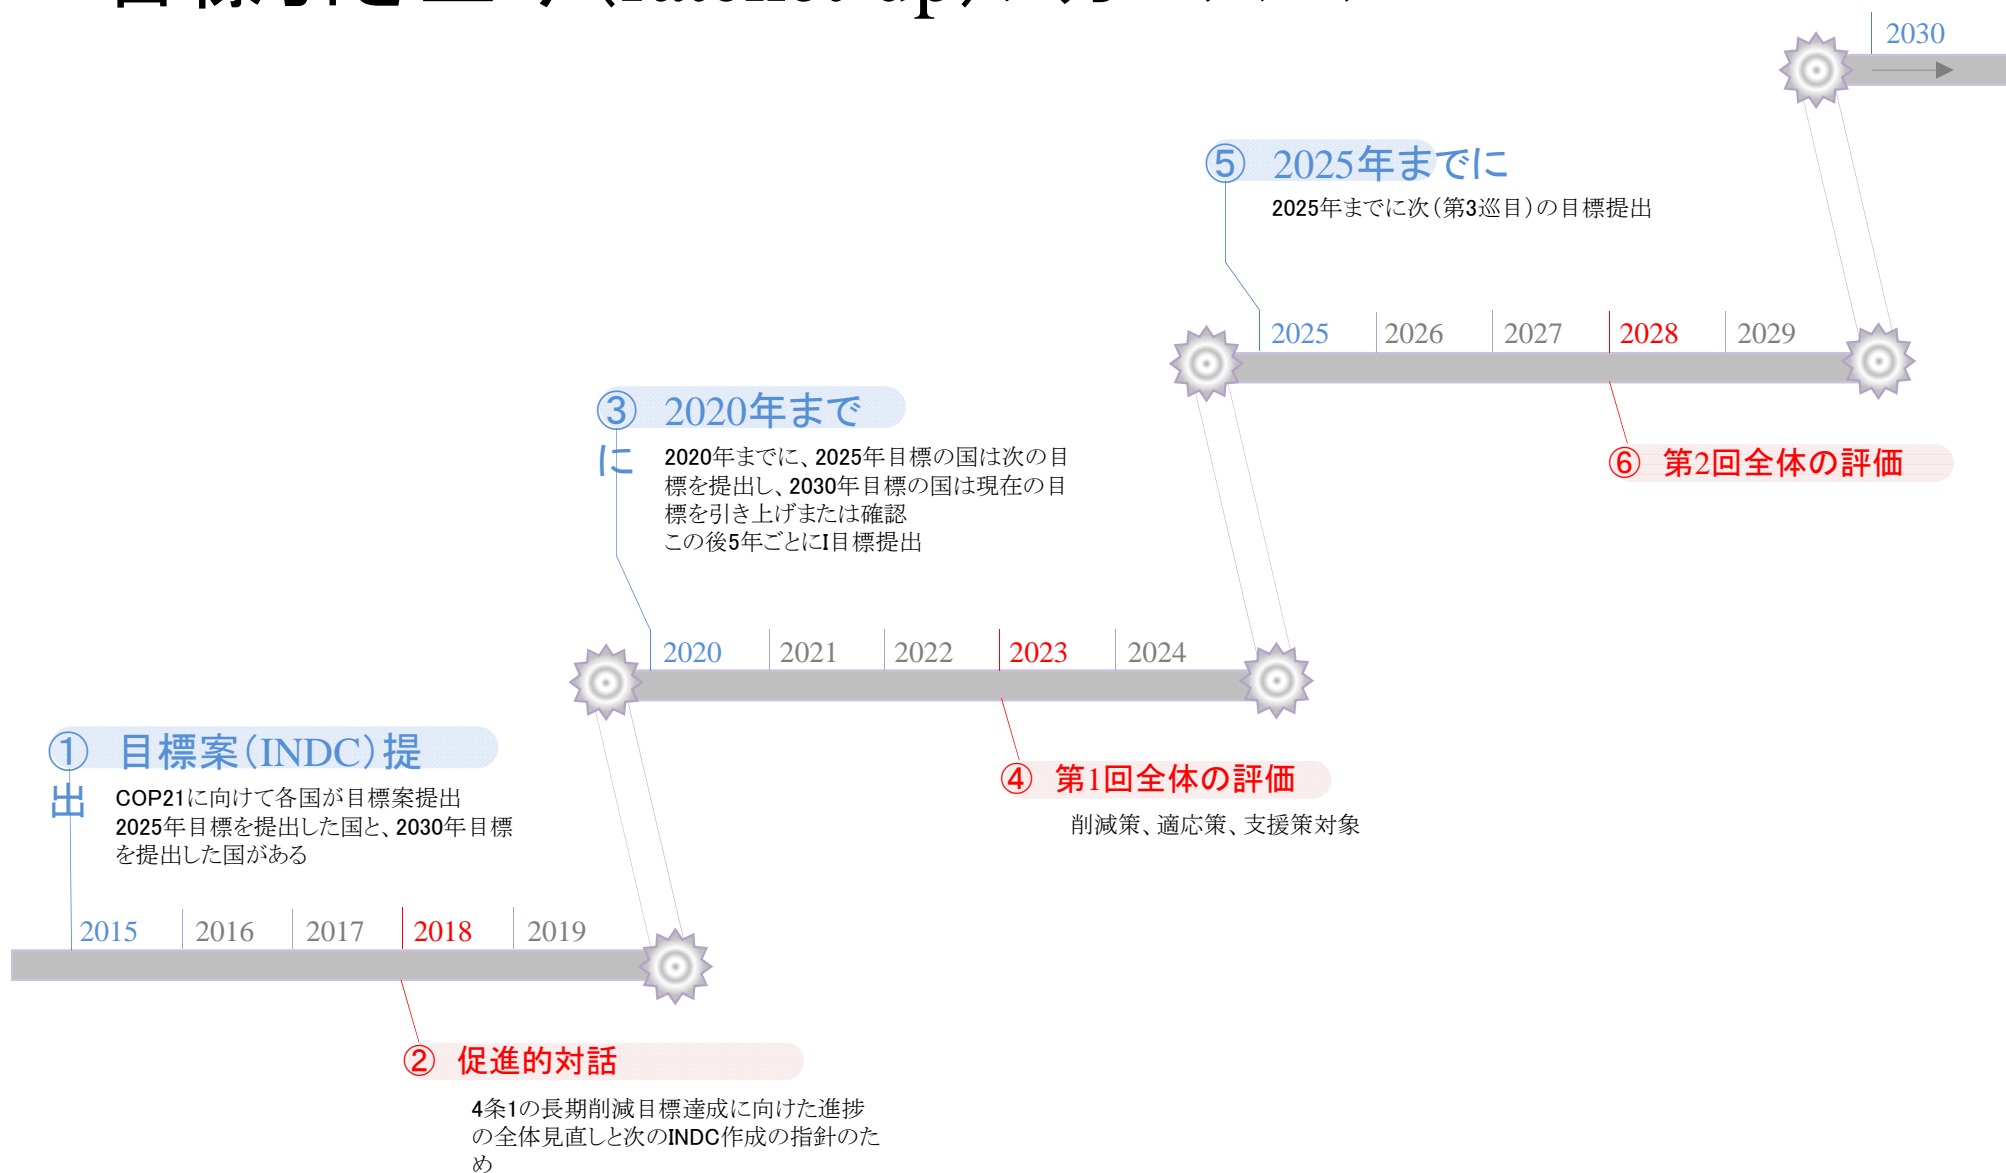 2030
⑤ 2025年までに
2025年までに次（第3巡目）の目標提出
2025 2026 2027 2028 2029
⑥ 第2回全体の評価
③ 2020年まで
に
2020年までに、2025年目標の国は次の目
標を提出し、2030年目標の国は現在の目
標を引き上げまたは確認
この後5年ごとにI目標提出
2020 2021 2022 2023 2024
④ 第1回全体の評価
削減策、適応策、支援策対象
① 目標案（INDC）提
出
COP21に向けて各国が目標案提出
2025年目標を提出した国と、2030年目標
を提出した国がある
2015 2016 2017 2018 2019
② 促進的対話
4条1の長期削減目標達成に向けた進捗
の全体見直しと次のINDC作成の指針のた
め